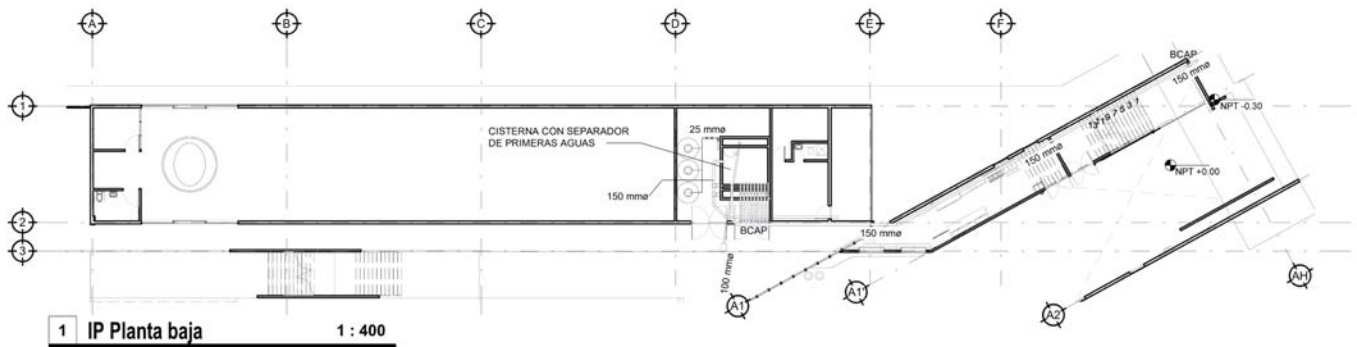 A
B
C
D
E
F
BCAP
150 mmø
1
NPT -0.30
25 mmø
CISTERNA CON SEPARADOR
DE PRIMERAS AGUAS
150 mmø
NPT +0.00
150 mmø
2
BCAP
150 mmø
3
100 mmø
A1
A1'
A2
AH
1 IP Planta baja 1 : 400